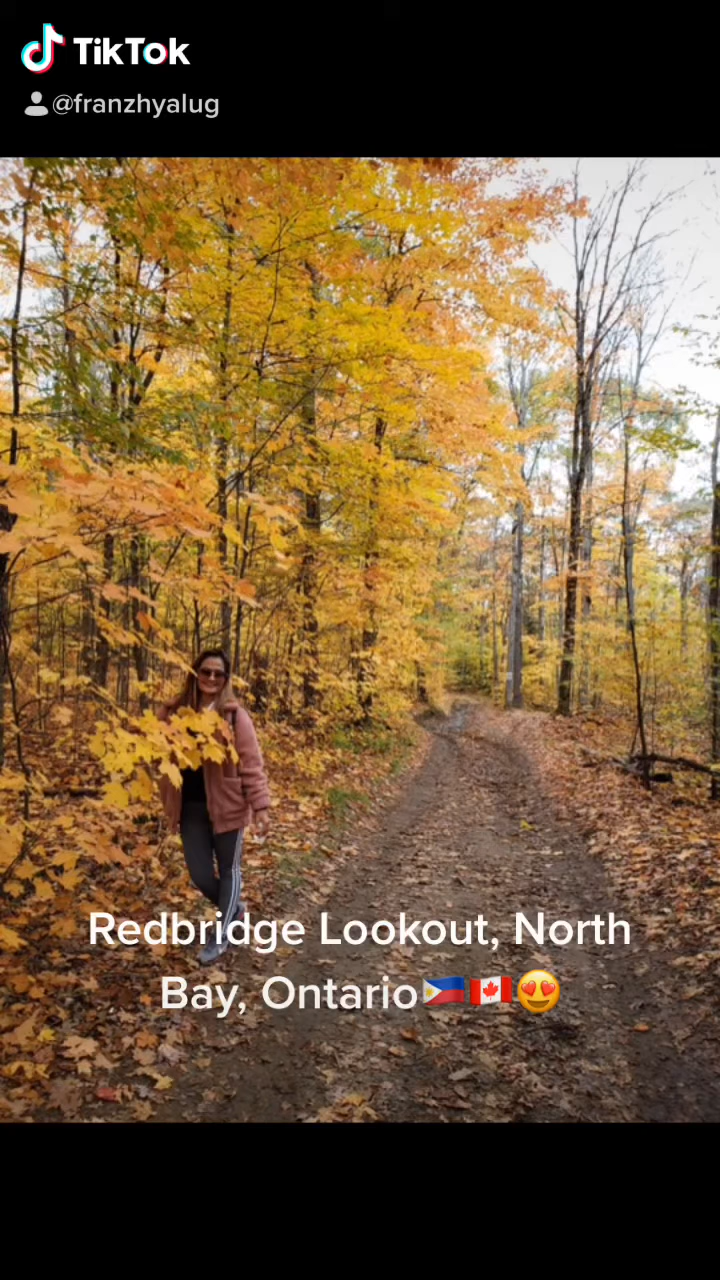 TikTok
@franzhyalug
Redbridge Lookout, North
Bay, Ontario🇵🇭🇨🇦😍